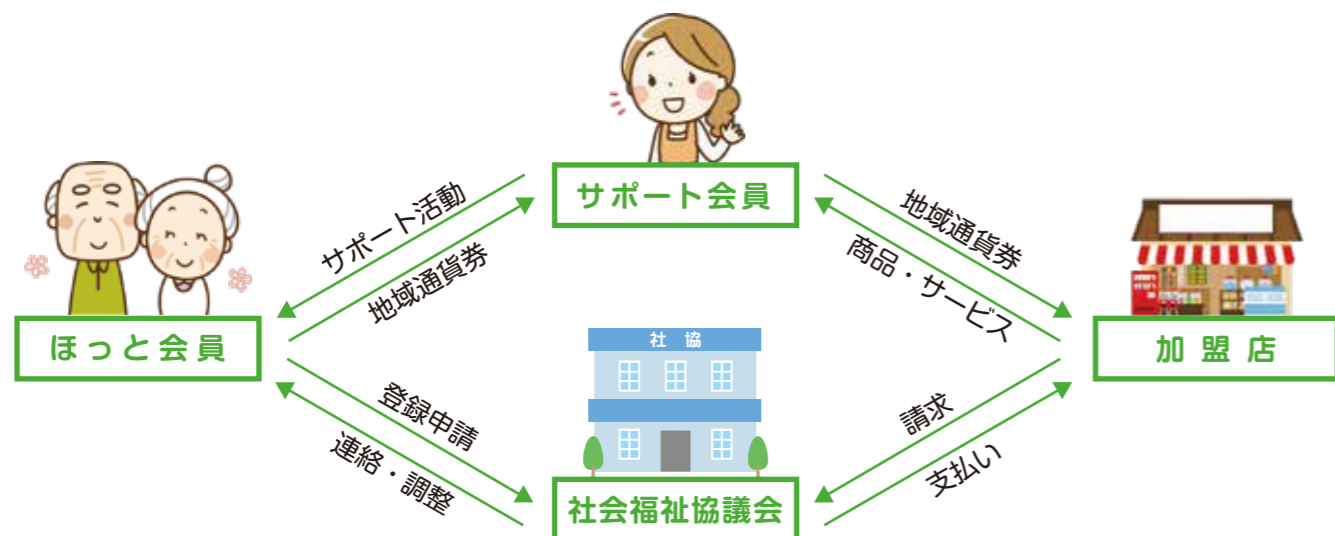 サポート会員
サポート活動
地域通貨券
地域通貨券
商品・サービス
ほっと会員
社 協
加盟店
登録申請
連絡・調整
請求
支払い
社会福祉協議会